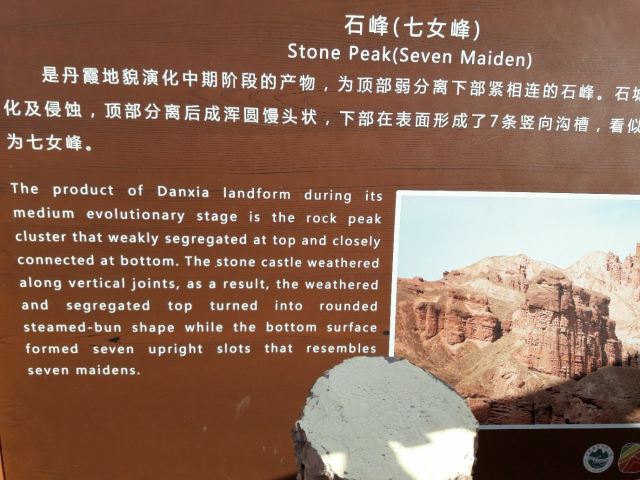 石峰(七女峰)
Stone Peak(Seven Maiden)
是丹霞地貌演化中期阶段的产物，为顶部弱分离下部紧相连的石峰。石
化及侵蚀，顶部分离后成浑圆馒头状，下部在表面形成了7条竖向沟槽，看似
为七女峰。
The product of Danxia landform during its
medium evolutionary stage is the rock peak
cluster that weakly segregated at top and closely
connected at bottom. The stone castle weathered
along vertical joints, as a result, the weathered
and segregated top turned into rounded
steamed-bun shape while the bottom surface
formed seven upright slots that resembles
seven maidens.